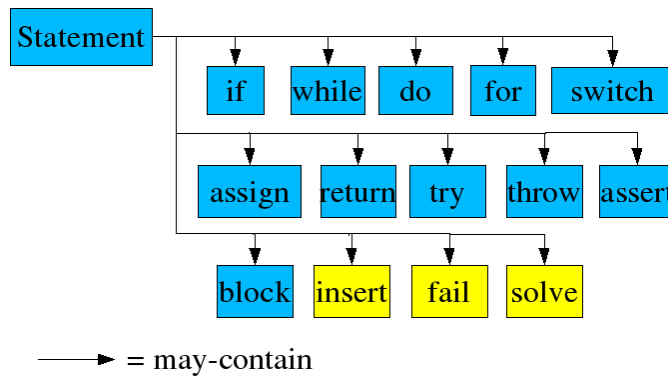 Statement
if while do for switch
assign return try throw assert
block insert fail solve
= may-contain